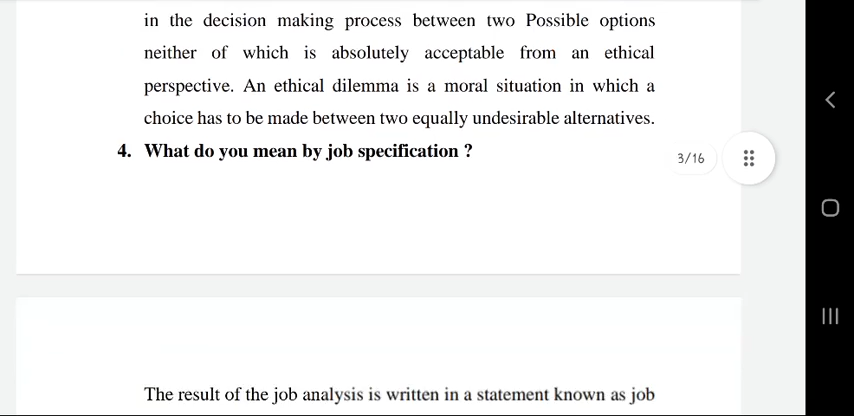 in the decision making process between two Possible options
neither of which is absolutely acceptable from an ethical
perspective. An ethical dilemma is a moral situation in which a
choice has to be made between two equally undesirable alternatives.
4. What do you mean by job specification ?
3/16
The result of the job analysis is written in a statement known as job